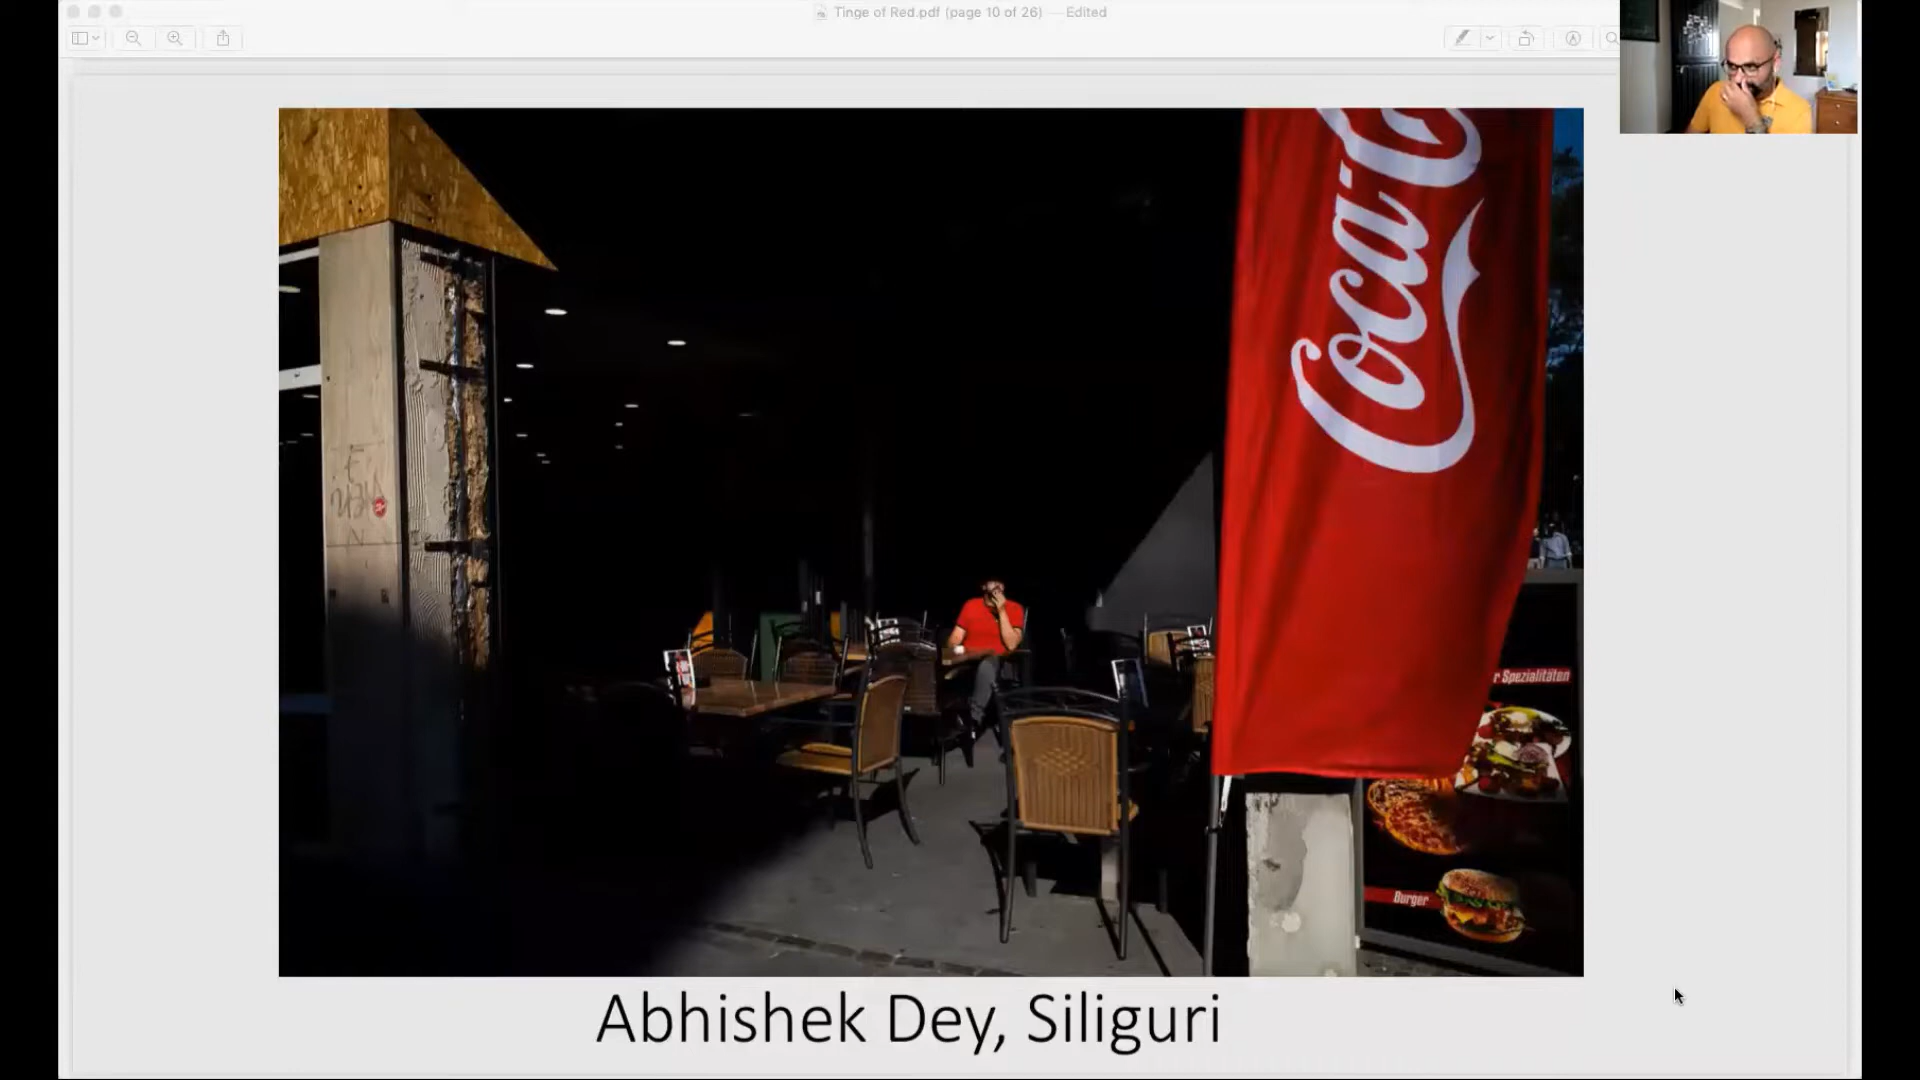 Tinge of Red.pdf (page 10 of 26) — Edited
Coca-C
r Spezialitäten
Burger
Abhishek Dey, Siliguri